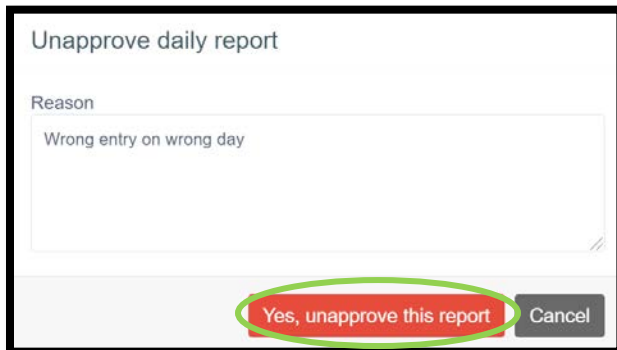 Unapprove daily report
Reason
Wrong entry on wrong day
Yes, unapprove this report
Cancel